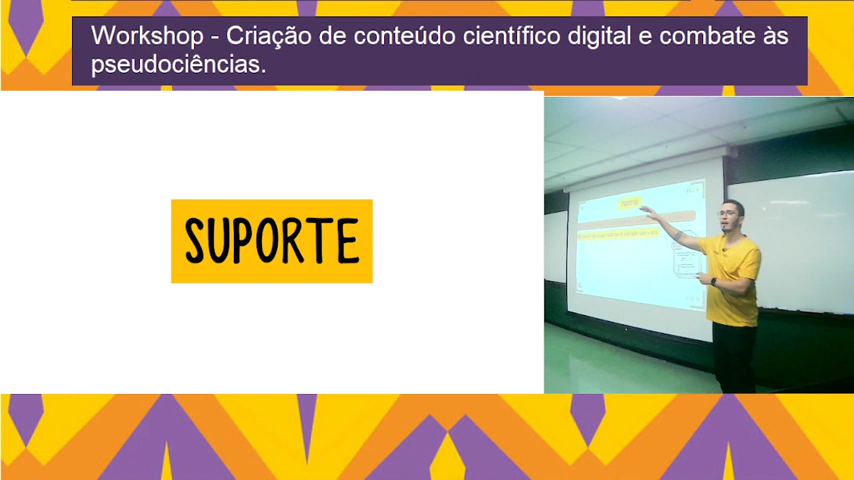 Workshop - Criação de conteúdo científico digital e combate às
pseudociências.
SUPORTE